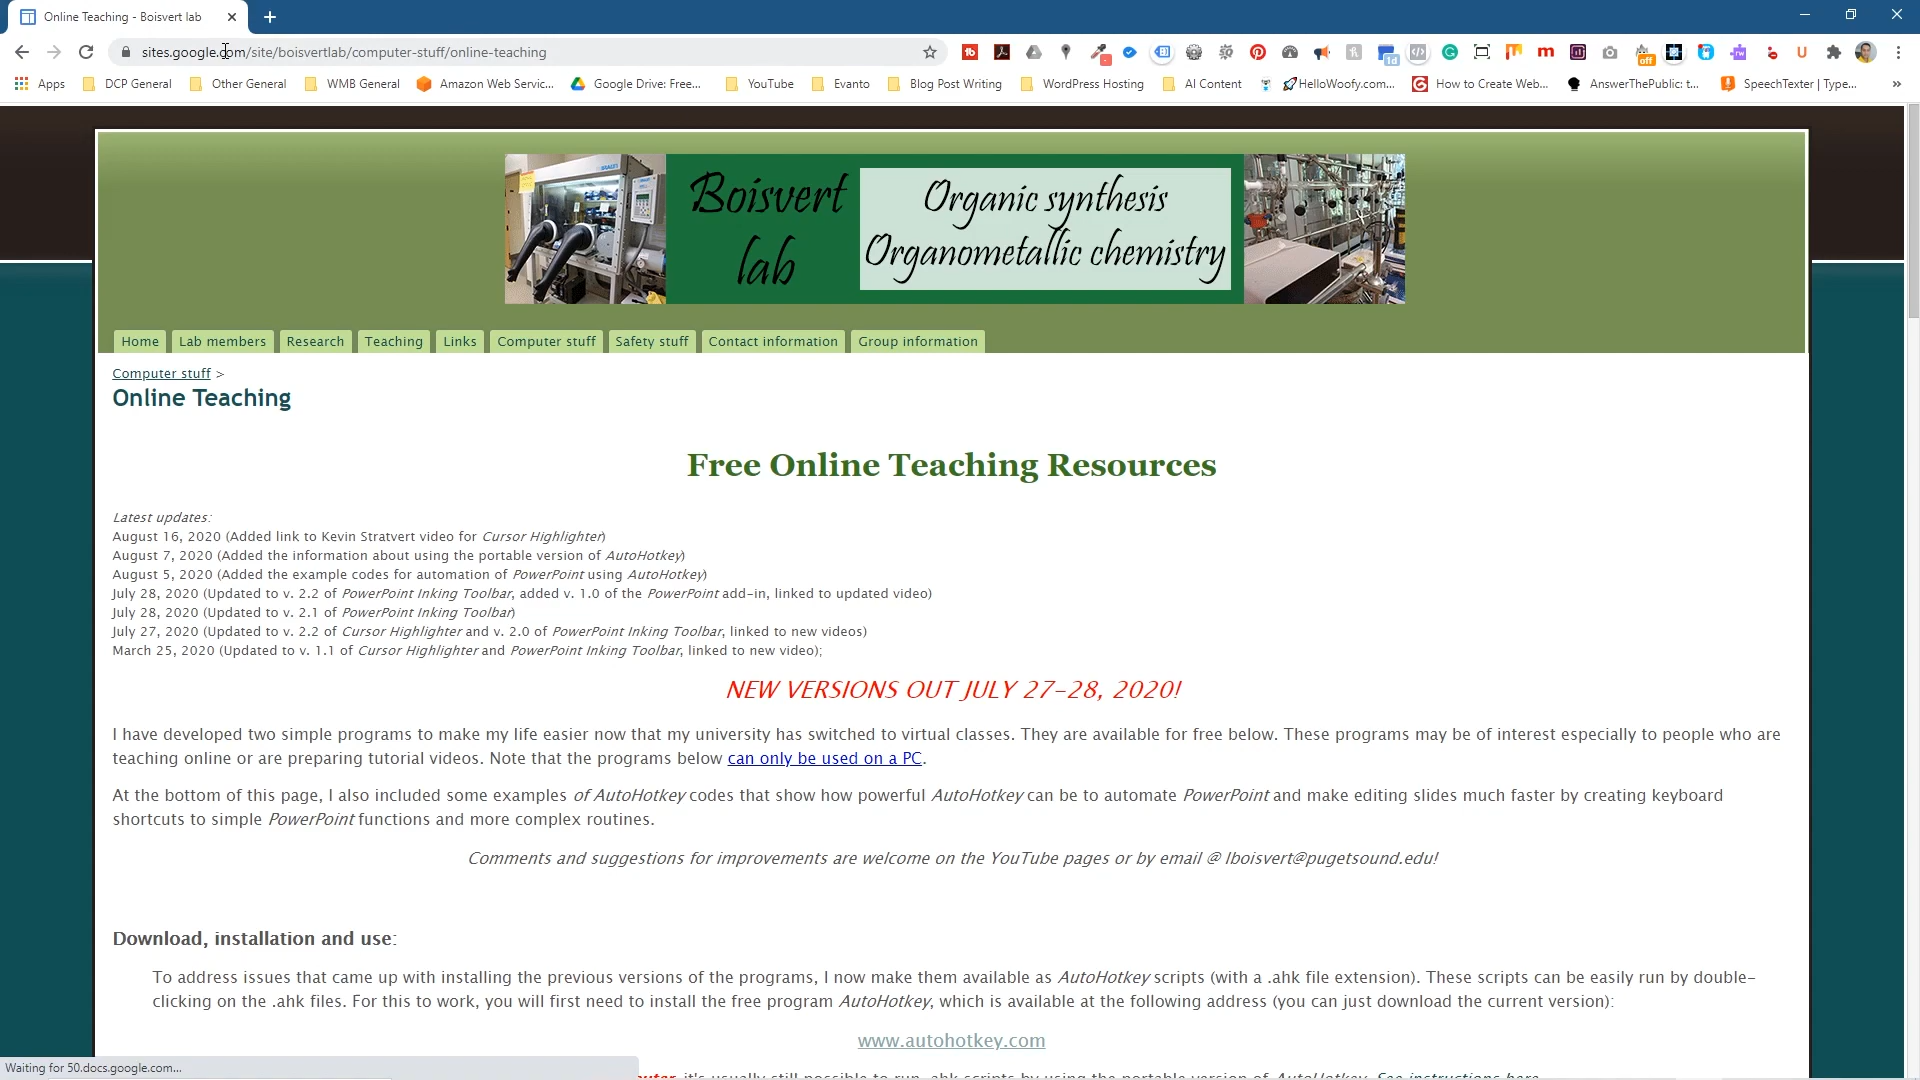 Online Teaching - Boisvert lab
sites.google.com/site/boisvertlab/computer-stuff/online-teaching
Apps DCP General Other General WMB General Amazon Web Servic... Google Drive: Free... YouTube Evanto Blog Post Writing WordPress Hosting AI Content HelloWoofy.com... How to Create Web... AnswerThePublic: t... SpeechTexter | Type...
Boisvert
lab
Organic synthesis
Organometallic chemistry
Home Lab members Research Teaching Links Computer stuff Safety stuff Contact information Group information
Computer stuff >
Online Teaching
Free Online Teaching Resources
Latest updates:
August 16, 2020 (Added link to Kevin Stratvert video for Cursor Highlighter)
August 7, 2020 (Added the information about using the portable version of AutoHotkey)
August 5, 2020 (Added the example codes for automation of PowerPoint using AutoHotkey)
July 28, 2020 (Updated to v. 2.2 of PowerPoint Inking Toolbar, added v. 1.0 of the PowerPoint add-in, linked to updated video)
July 28, 2020 (Updated to v. 2.1 of PowerPoint Inking Toolbar)
July 27, 2020 (Updated to v. 2.2 of Cursor Highlighter and v. 2.0 of PowerPoint Inking Toolbar, linked to new videos)
March 25, 2020 (Updated to v. 1.1 of Cursor Highlighter and PowerPoint Inking Toolbar, linked to new video);
NEW VERSIONS OUT JULY 27-28, 2020!
I have developed two simple programs to make my life easier now that my university has switched to virtual classes. They are available for free below. These programs may be of interest especially to people who are
teaching online or are preparing tutorial videos. Note that the programs below can only be used on a PC.
At the bottom of this page, I also included some examples of AutoHotkey codes that show how powerful AutoHotkey can be to automate PowerPoint and make editing slides much faster by creating keyboard
shortcuts to simple PowerPoint functions and more complex routines.
Comments and suggestions for improvements are welcome on the YouTube pages or by email @ lboisvert@pugetsound.edu!
Download, installation and use:
To address issues that came up with installing the previous versions of the programs, I now make them available as AutoHotkey scripts (with a .ahk file extension). These scripts can be easily run by double-
clicking on the .ahk files. For this to work, you will first need to install the free program AutoHotkey, which is available at the following address (you can just download the current version):
www.autohotkey.com
it's usually still possible to run .ahk scripts by using the portable version of AutoHotkey. See instructions here
Waiting for 50.docs.google.com...